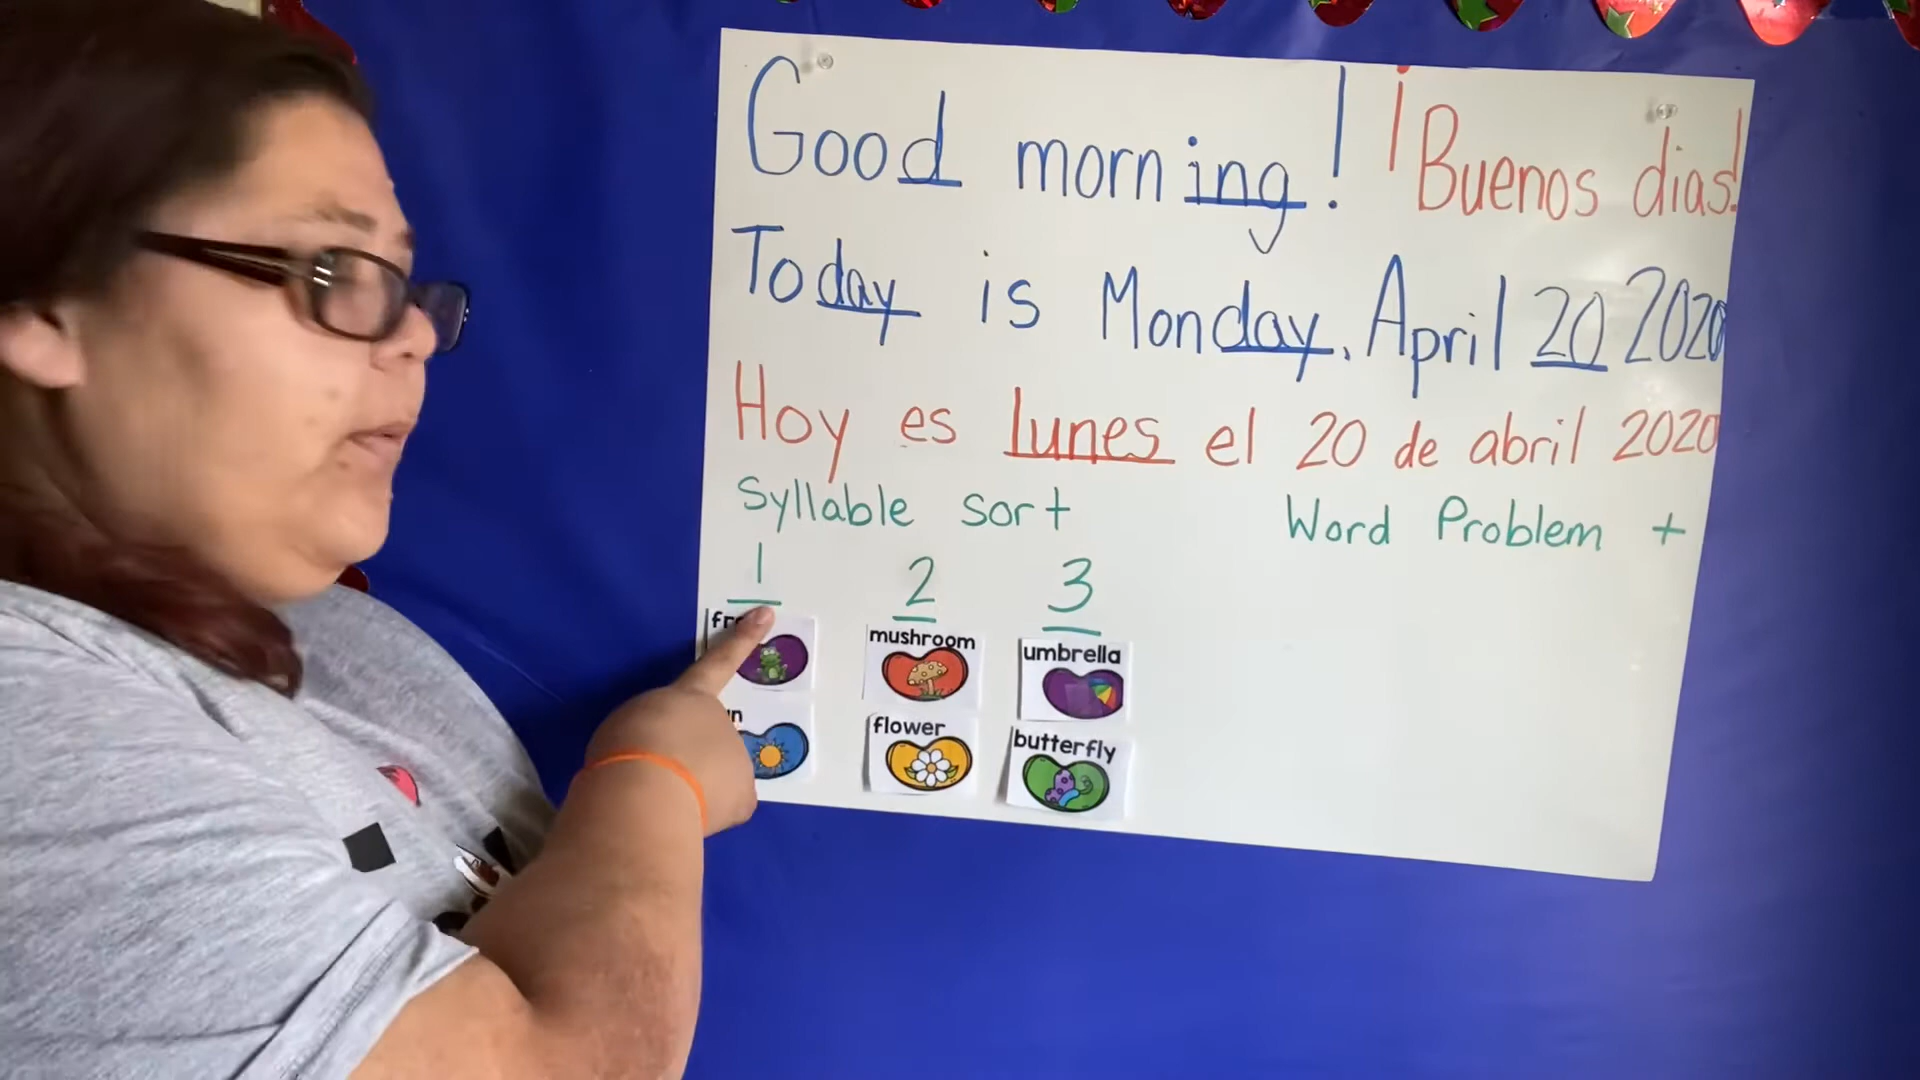 Good morning! ¡Buenos dias!
Today is Monday, April 20 2020
Hoy es lunes el 20 de abril 2020
Syllable sort
Word Problem +
1 2 3
mushroom umbrella
flower butterfly